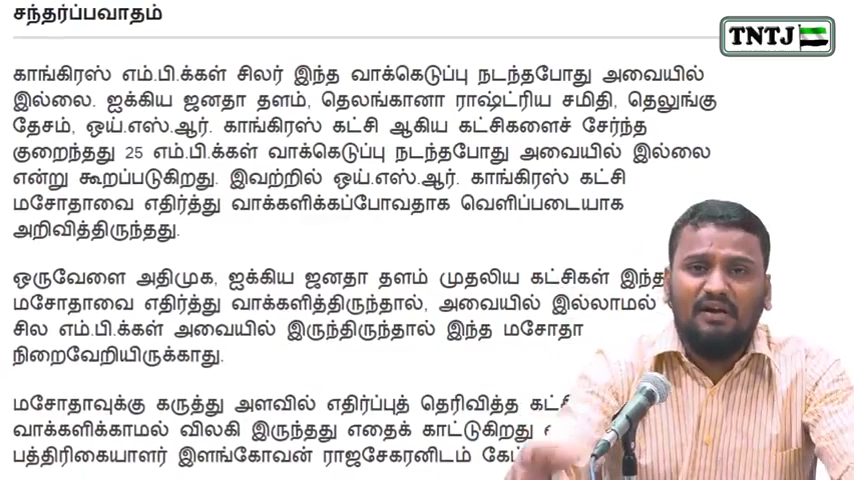 சந்தர்ப்பவாதம்
TNTJ
காங்கிரஸ் எம்.பி.க்கள் சிலர் இந்த வாக்கெடுப்பு நடந்தபோது அவையில்
இல்லை. ஐக்கிய ஜனதா தளம், தெலங்கானா ராஷ்ட்ரிய சமிதி, தெலுங்கு
தேசம், ஒய்.எஸ்.ஆர். காங்கிரஸ் கட்சி ஆகிய கட்சிகளைச் சேர்ந்த
குறைந்தது 25 எம்.பி.க்கள் வாக்கெடுப்பு நடந்தபோது அவையில் இல்லை
என்று கூறப்படுகிறது. இவற்றில் ஒய்.எஸ்.ஆர். காங்கிரஸ் கட்சி
மசோதாவை எதிர்த்து வாக்களிக்கப்போவதாக வெளிப்படையாக
அறிவித்திருந்தது.
ஒருவேளை அதிமுக, ஐக்கிய ஜனதா தளம் முதலிய கட்சிகள் இந்த
மசோதாவை எதிர்த்து வாக்களித்திருந்தால், அவையில் இல்லாமல்
சில எம்.பி.க்கள் அவையில் இருந்திருந்தால் இந்த மசோதா
நிறைவேறியிருக்காது.
மசோதாவுக்கு கருத்து அளவில் எதிர்ப்புத் தெரிவித்த
வாக்களிக்காமல் விலகி இருந்தது எதைக் காட்டுகிறது
பத்திரிகையாளர் இளங்கோவன் ராஜசேகரனிடம்